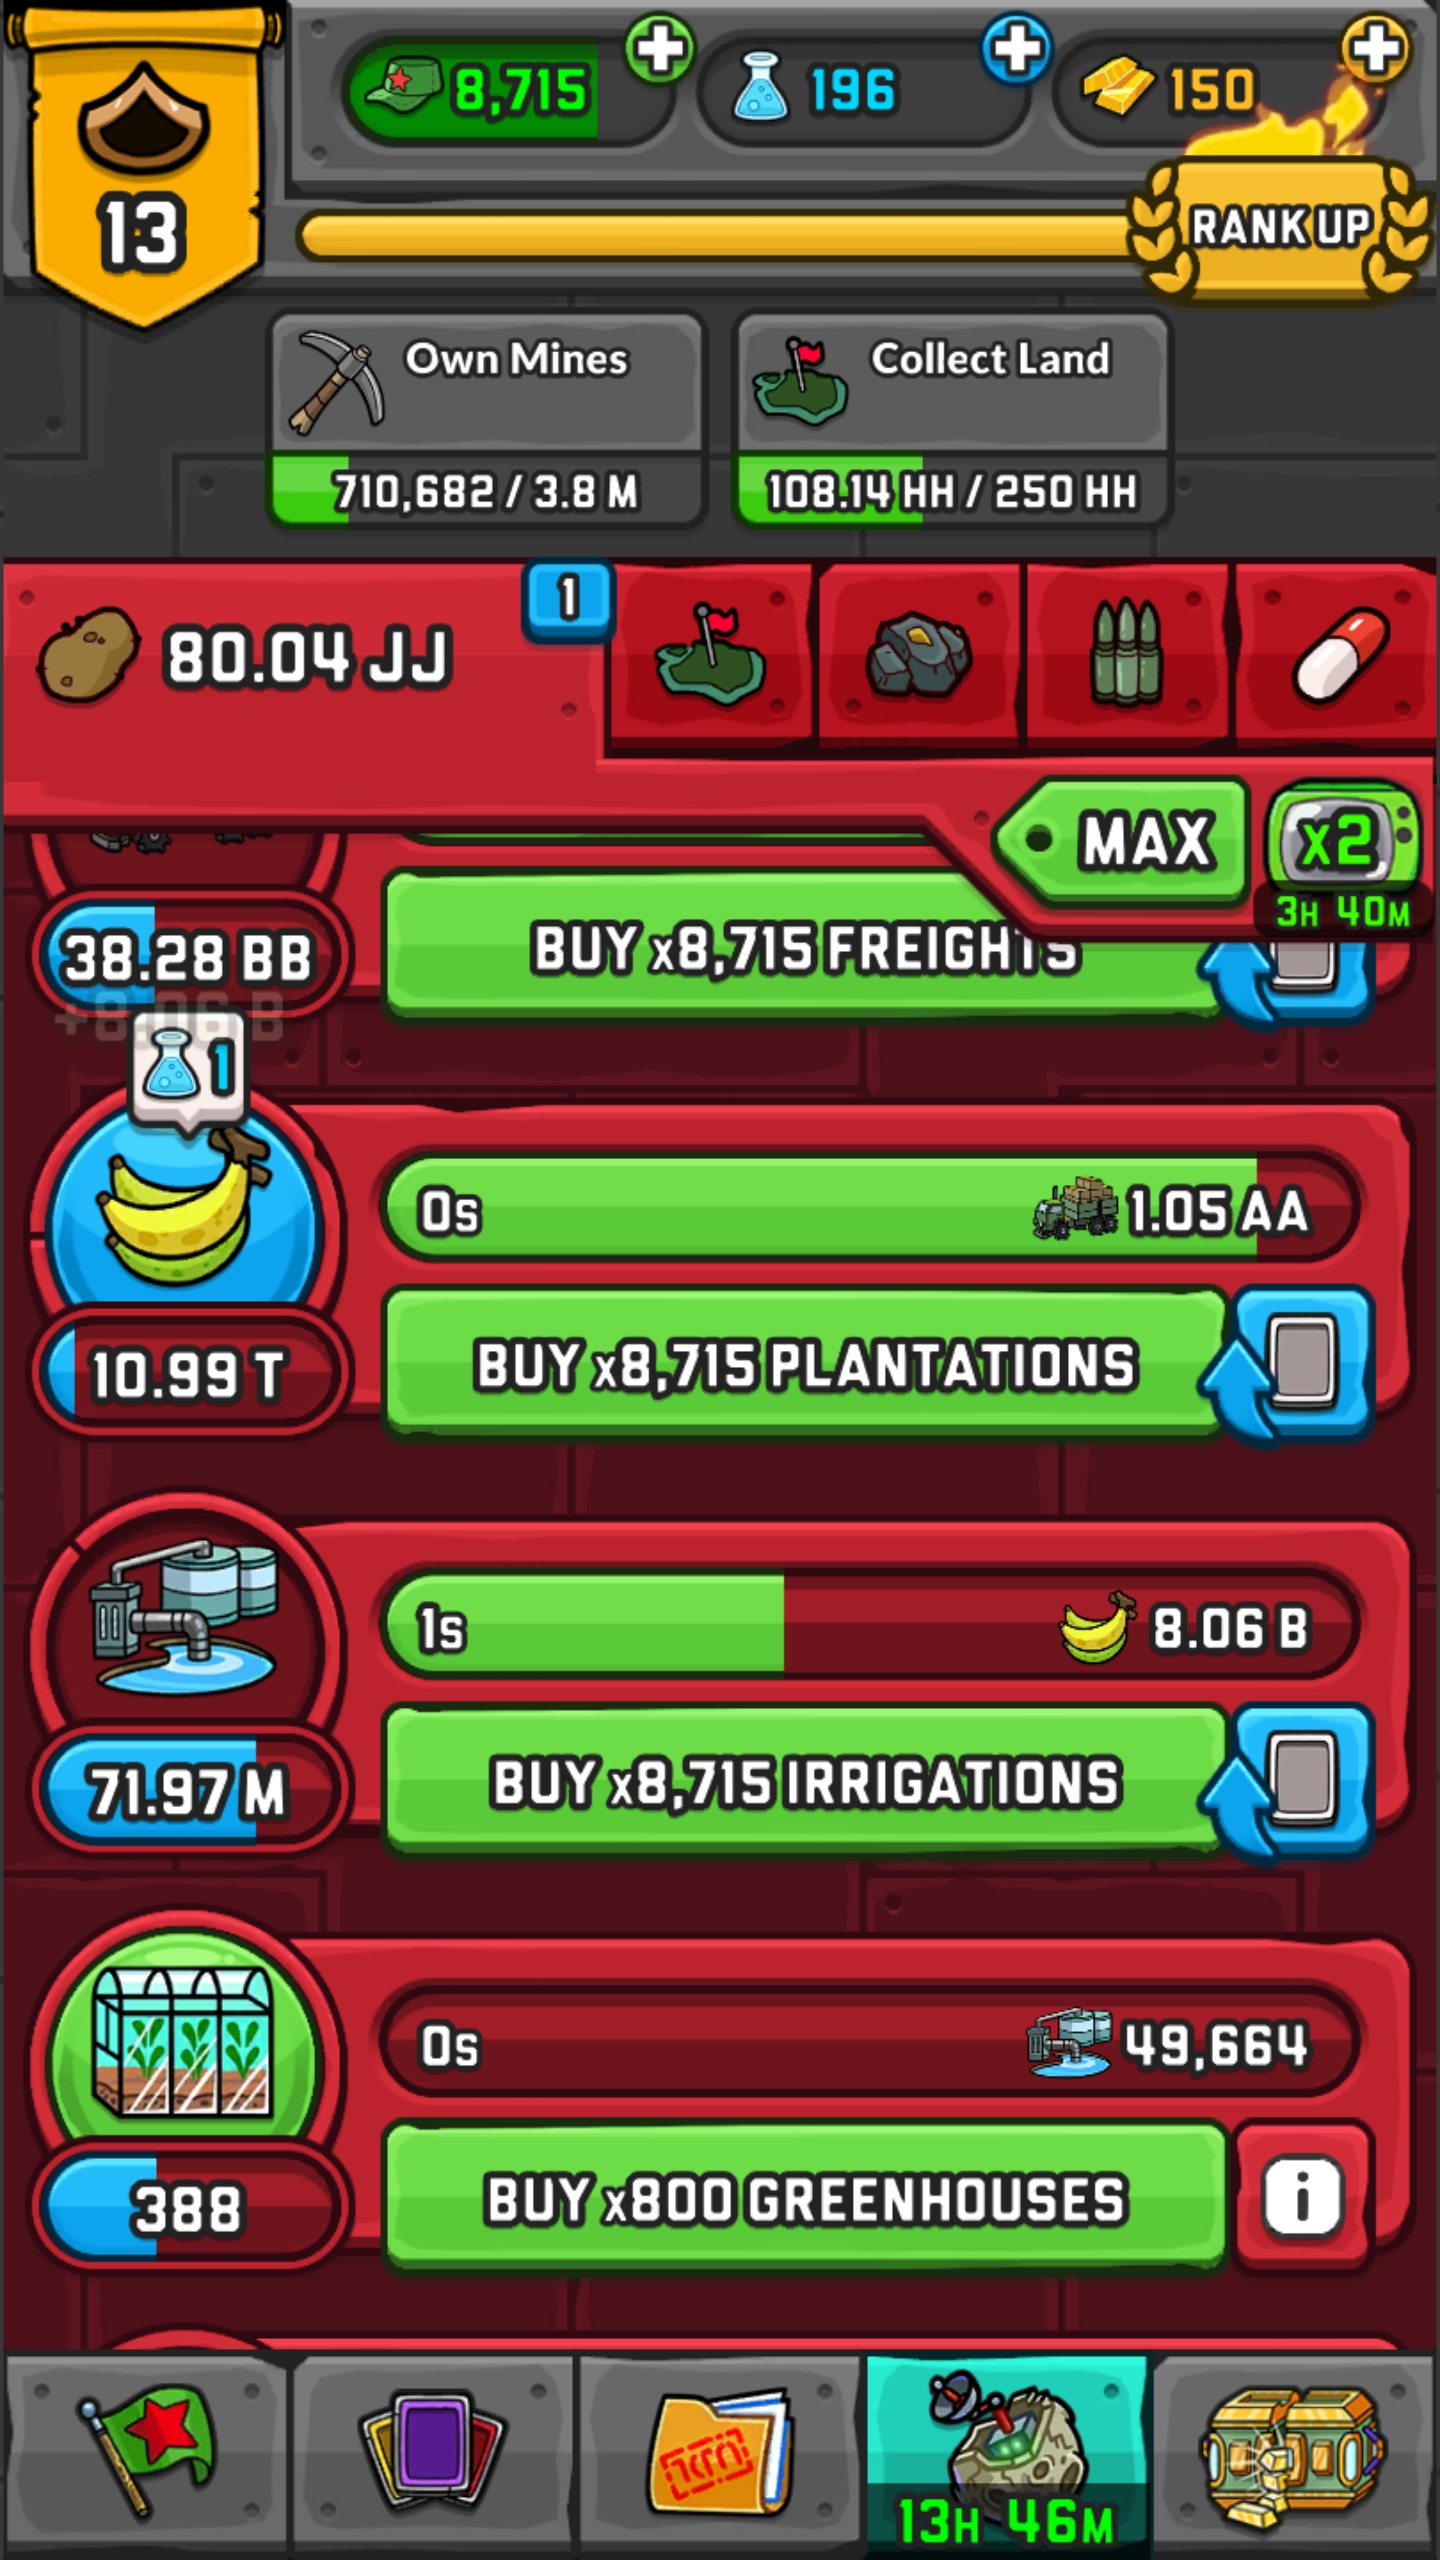 8,715
196
150
13
RANK UP
Own Mines
Collect Land
710,682 / 3.8 M
108.14 HH / 250 HH
80.04 JJ
1
MAX
x2
3H 40M
38.28 BB
BUY x8,715 FREIGHTS
+8.06 B
1
0s
1.05 AA
10.99 T
BUY x8,715 PLANTATIONS
1s
8.06 B
71.97 M
BUY x8,715 IRRIGATIONS
0s
49,664
388
BUY x800 GREENHOUSES
i
13H 46M